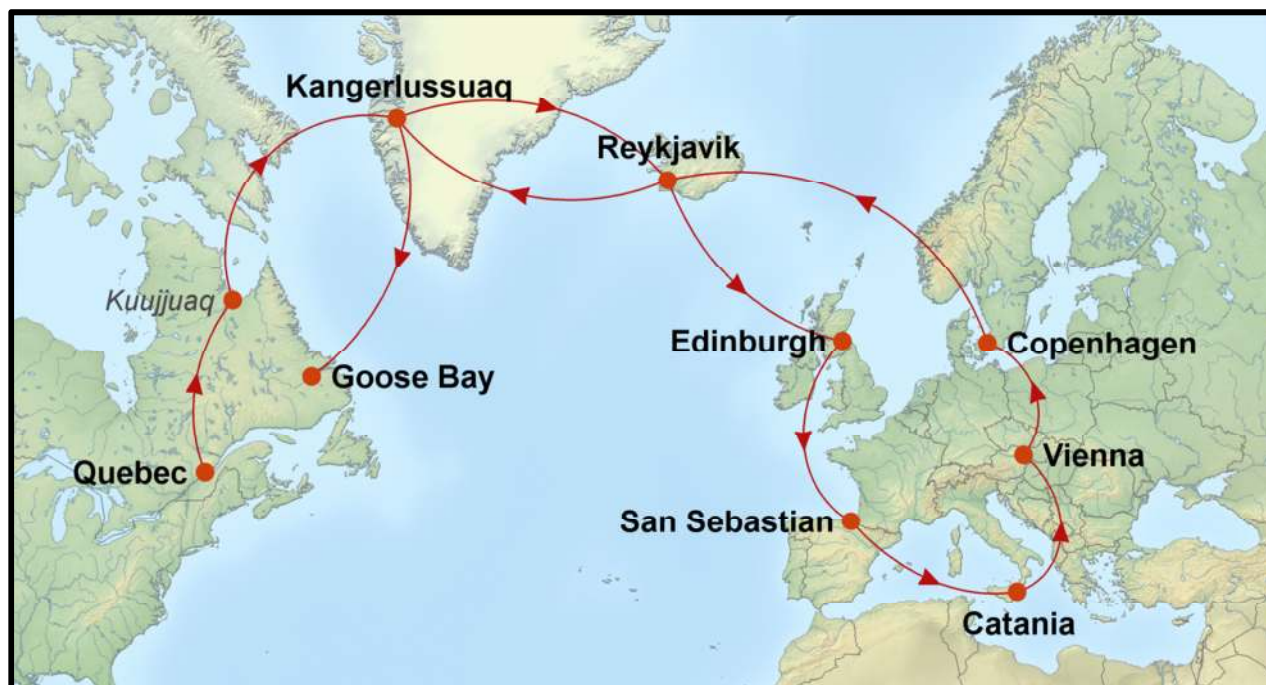 Kangerlussuaq
Reykjavik
Kuujjuaq
Edinburgh
Copenhagen
Goose Bay
Quebec
Vienna
San Sebastian
Catania